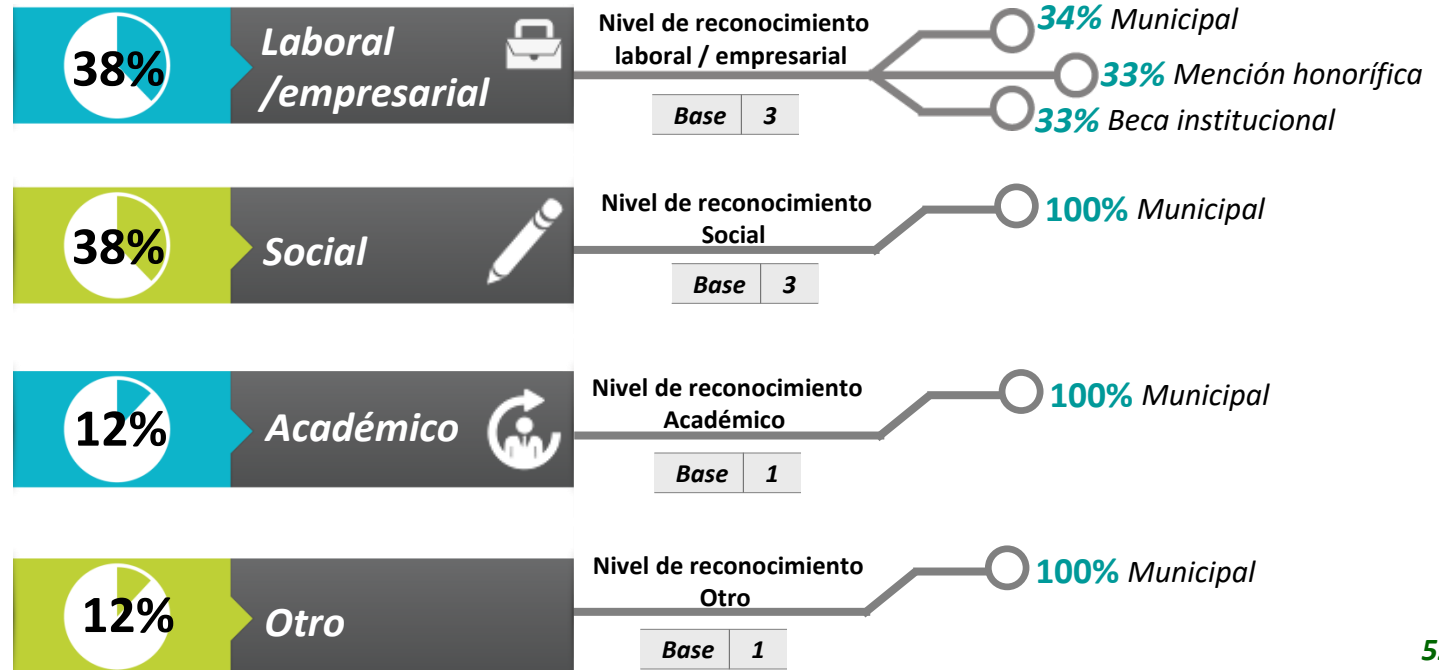 38%
Laboral
/empresarial
Nivel de reconocimiento
laboral / empresarial
Base 3
34% Municipal
33% Mención honorífica
33% Beca institucional
38%
Social
Nivel de reconocimiento
Social
Base 3
100% Municipal
12%
Académico
Nivel de reconocimiento
Académico
Base 1
100% Municipal
12%
Otro
Nivel de reconocimiento
Otro
Base 1
100% Municipal